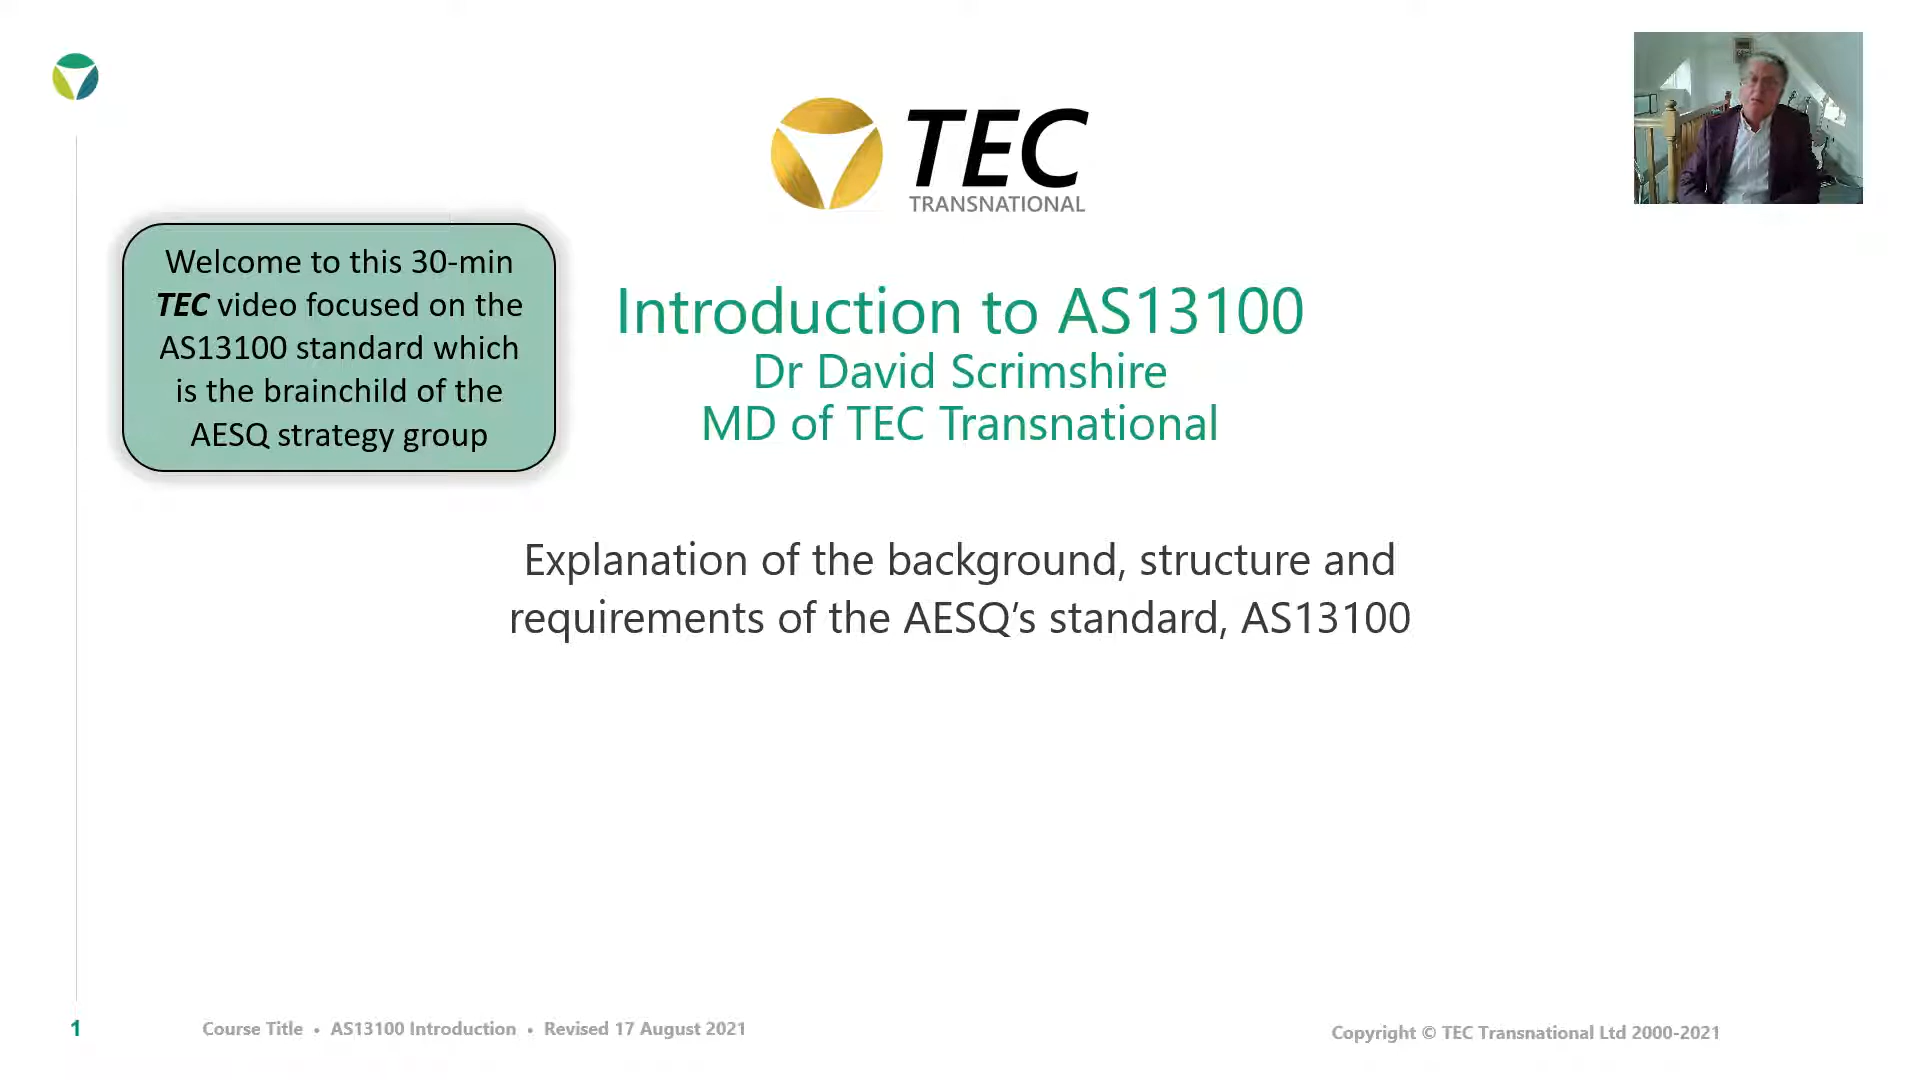 TEC
TRANSNATIONAL
Welcome to this 30-min
TEC video focused on the
AS13100 standard which
is the brainchild of the
AESQ strategy group
Introduction to AS13100
Dr David Scrimshire
MD of TEC Transnational
Explanation of the background, structure and
requirements of the AESQ’s standard, AS13100
1
Course Title • AS13100 Introduction • Revised 17 August 2021
Copyright © TEC Transnational Ltd 2000-2021